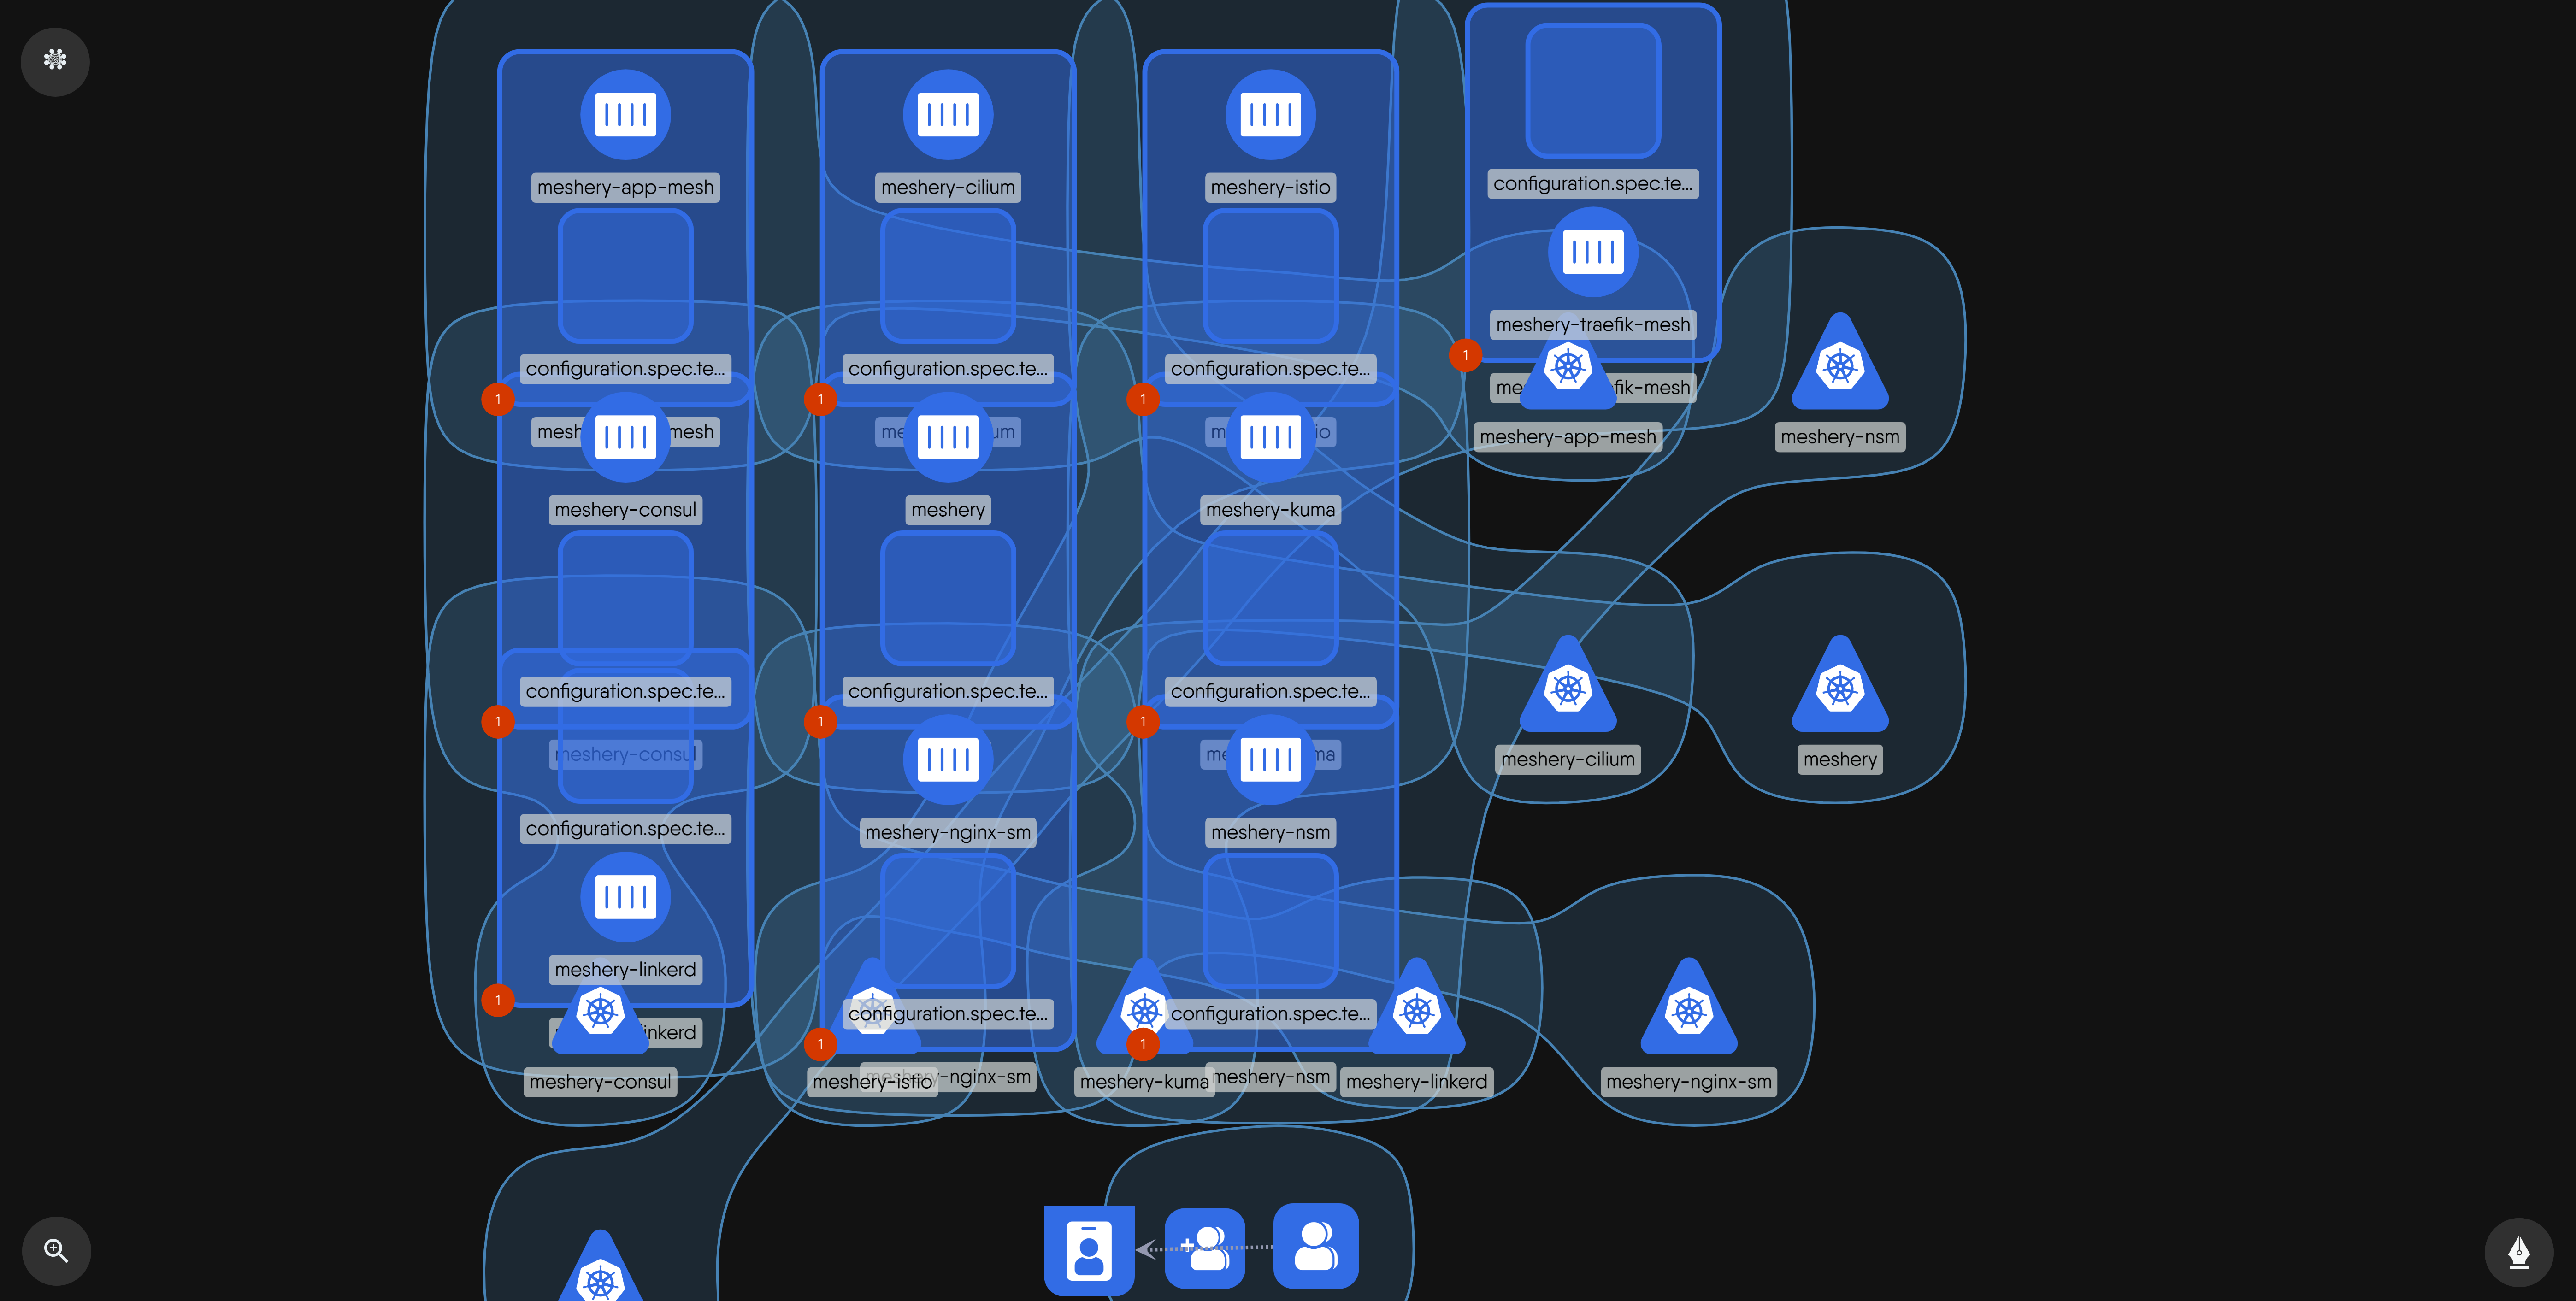 meshery-app-mesh
meshery-cilium
meshery-istio
configuration.spec.te...
meshery-traefik-mesh
configuration.spec.te...
configuration.spec.te...
configuration.spec.te...
1
1
1
1
me fik-mesh
mesh mesh
me um
m io
meshery-app-mesh
meshery-nsm
meshery-consul
meshery
meshery-kuma
configuration.spec.te...
configuration.spec.te...
configuration.spec.te...
1
1
1
meshery-consul
me ma
meshery-cilium
meshery
configuration.spec.te...
meshery-nginx-sm
meshery-nsm
meshery-linkerd
1
configuration.spec.te...
configuration.spec.te...
inkerd
1
1
meshery-consul
meshery-istio
y-nginx-sm
meshery-kuma
meshery-nsm
meshery-linkerd
meshery-nginx-sm